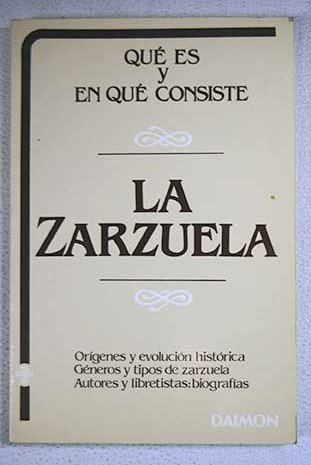 QUÉ ES
y
EN QUÉ CONSISTE
LA
ZARZUELA
Orígenes y evolución histórica
Géneros y tipos de zarzuela
Autores y libretistas:biografías
DAIMON